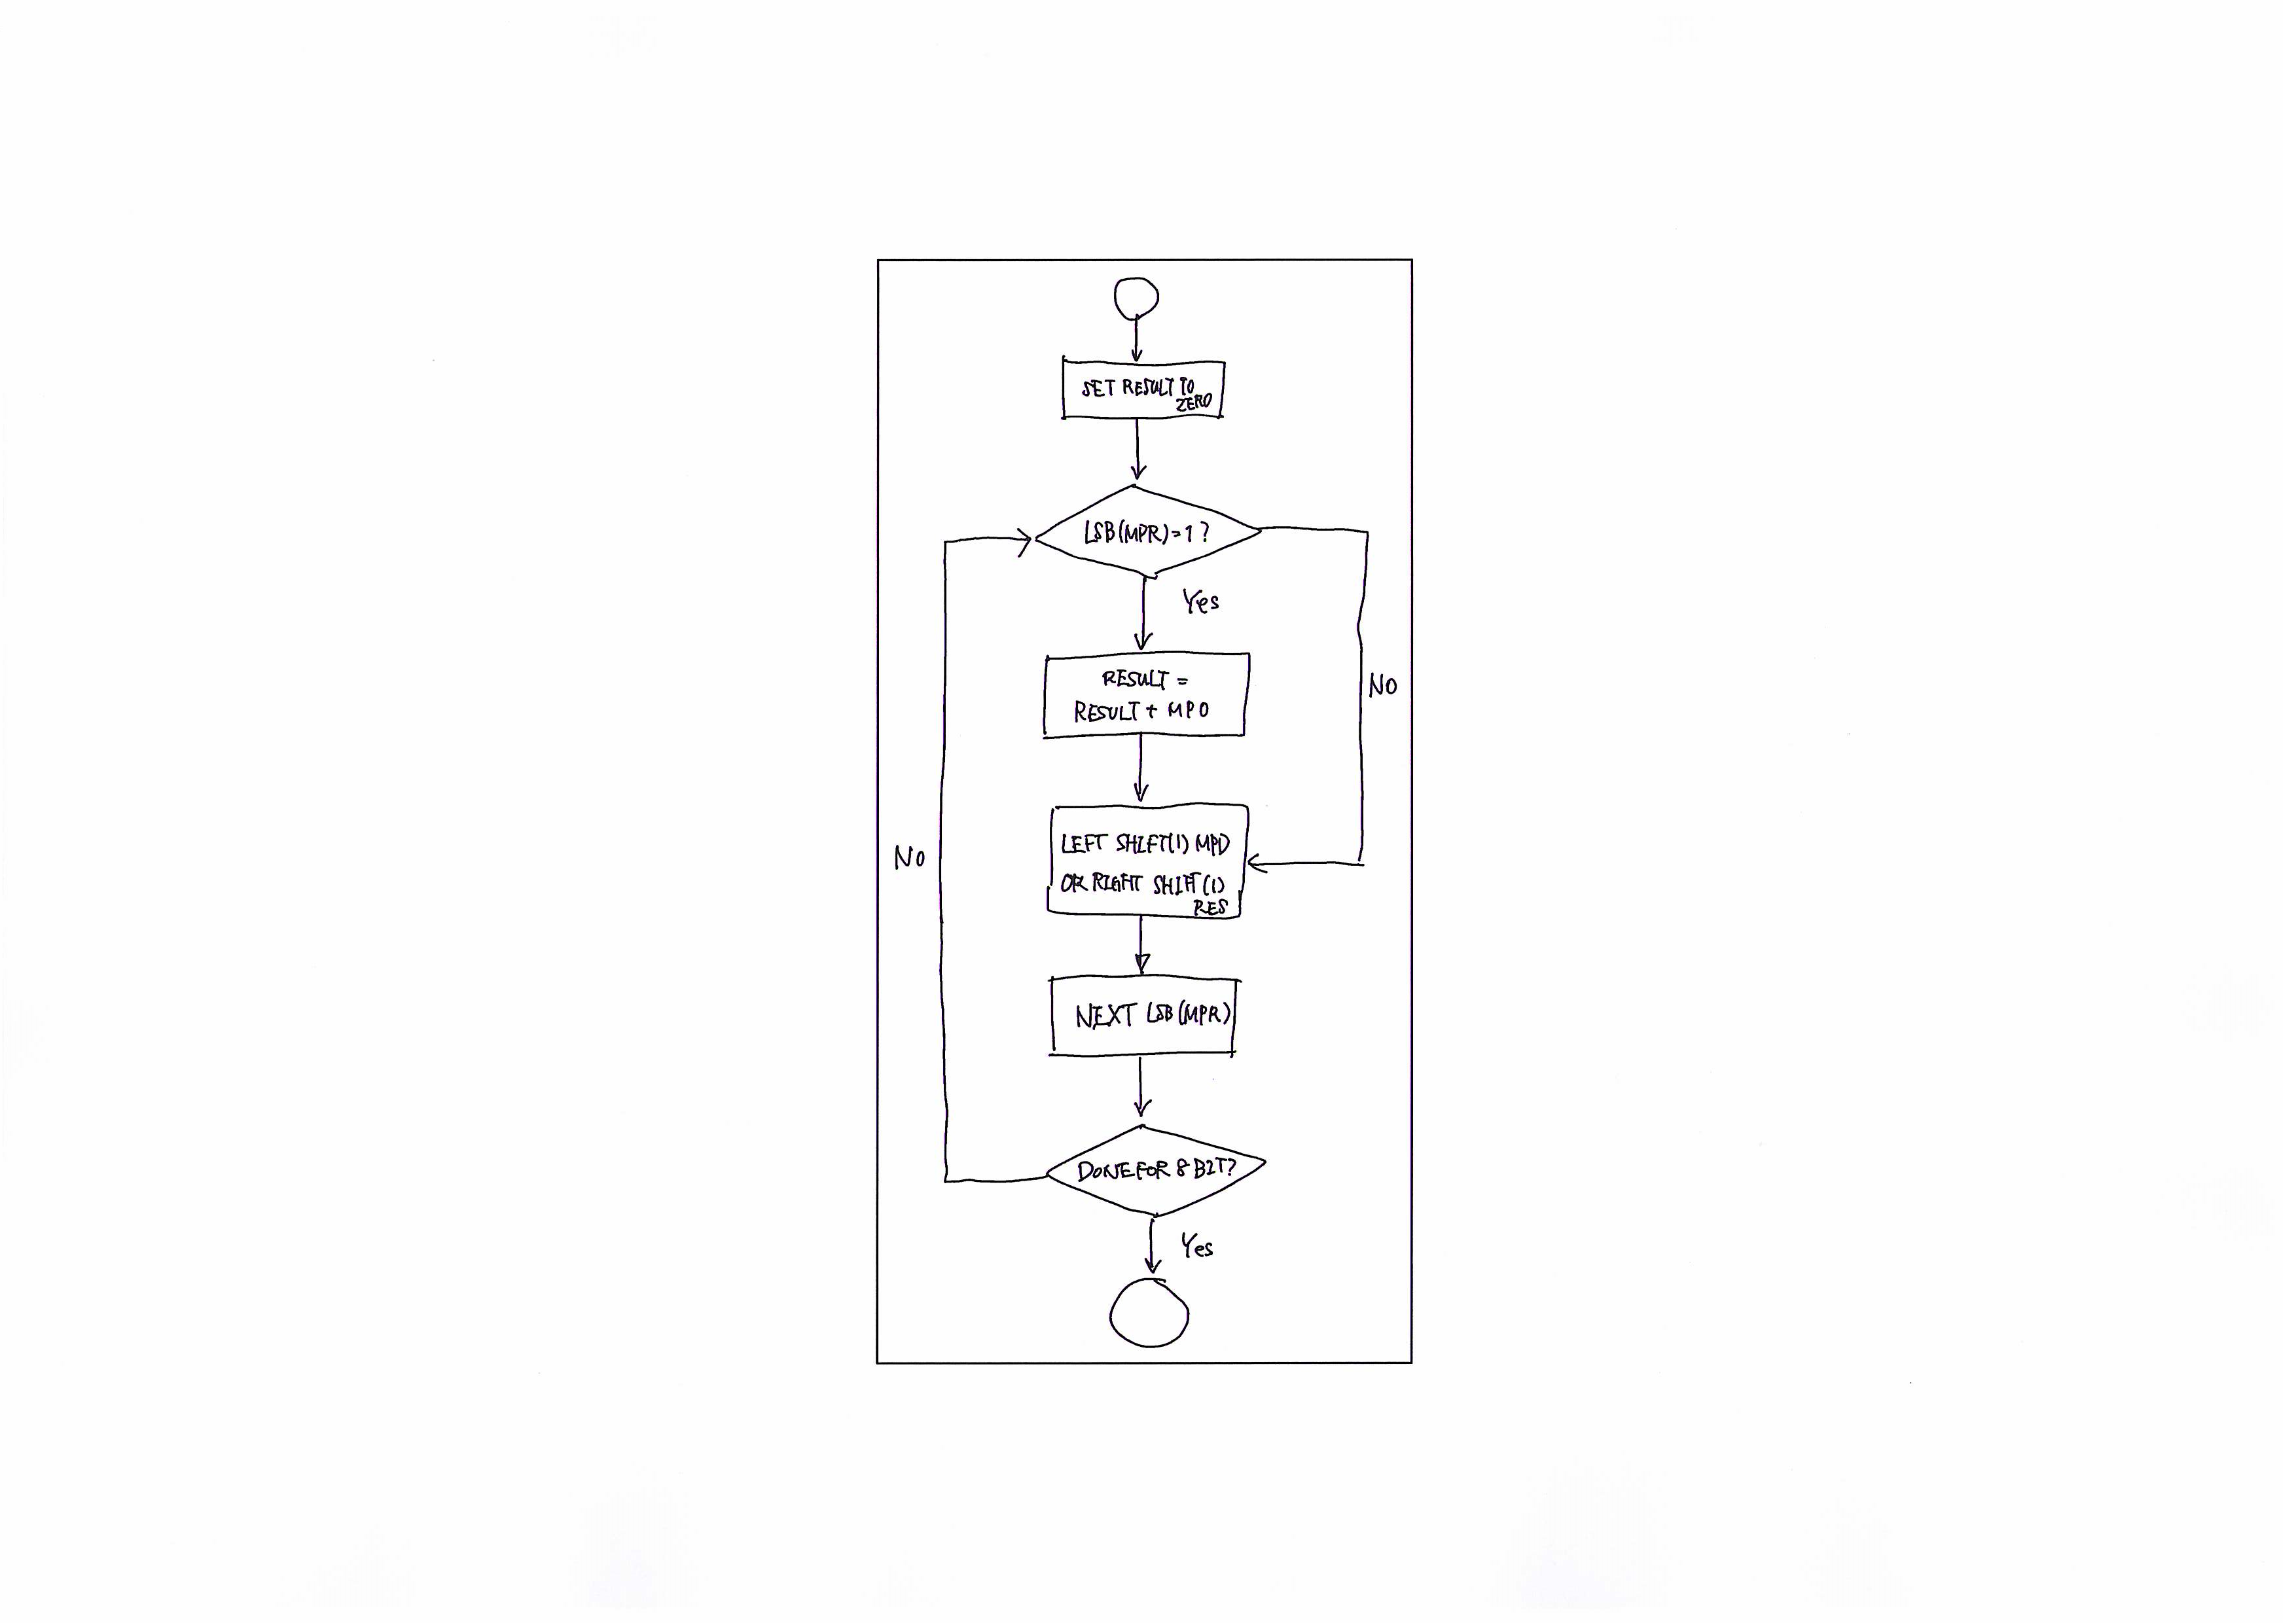 SET RESULT TO
ZERO
LSB(MPR)=1?
Yes
RESULT =
RESULT + MPO
NO
LEFT SHIFT(1) MPD
OR RIGHT SHIFT(1)
RES
NO
NEXT LSB(MPR)
DONE FOR 8 BIT?
Yes